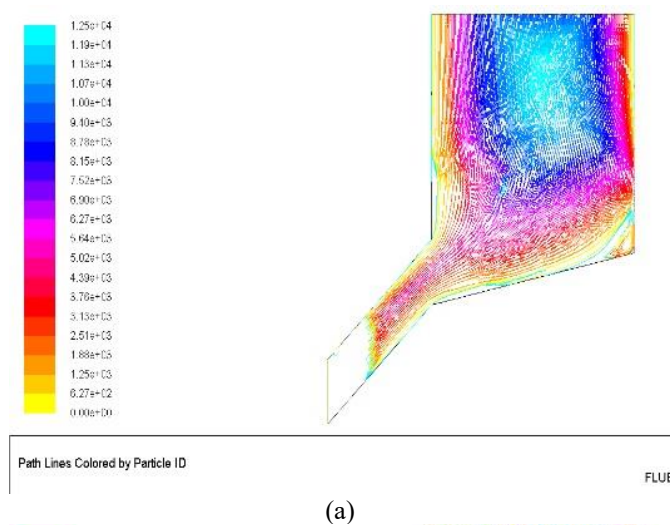 1.25e+04
1.19e+04
1.13e+04
1.07e+04
1.00e+04
9.40e+03
8.78e+03
8.15e+03
7.52e+03
6.90e+03
6.27e+03
5.64e+03
5.02e+03
4.39e+03
3.76e+03
3.13e+03
2.51e+03
1.88e+03
1.25e+03
6.27e+02
0.00e+00
Path Lines Colored by Particle ID
FLUE
(a)